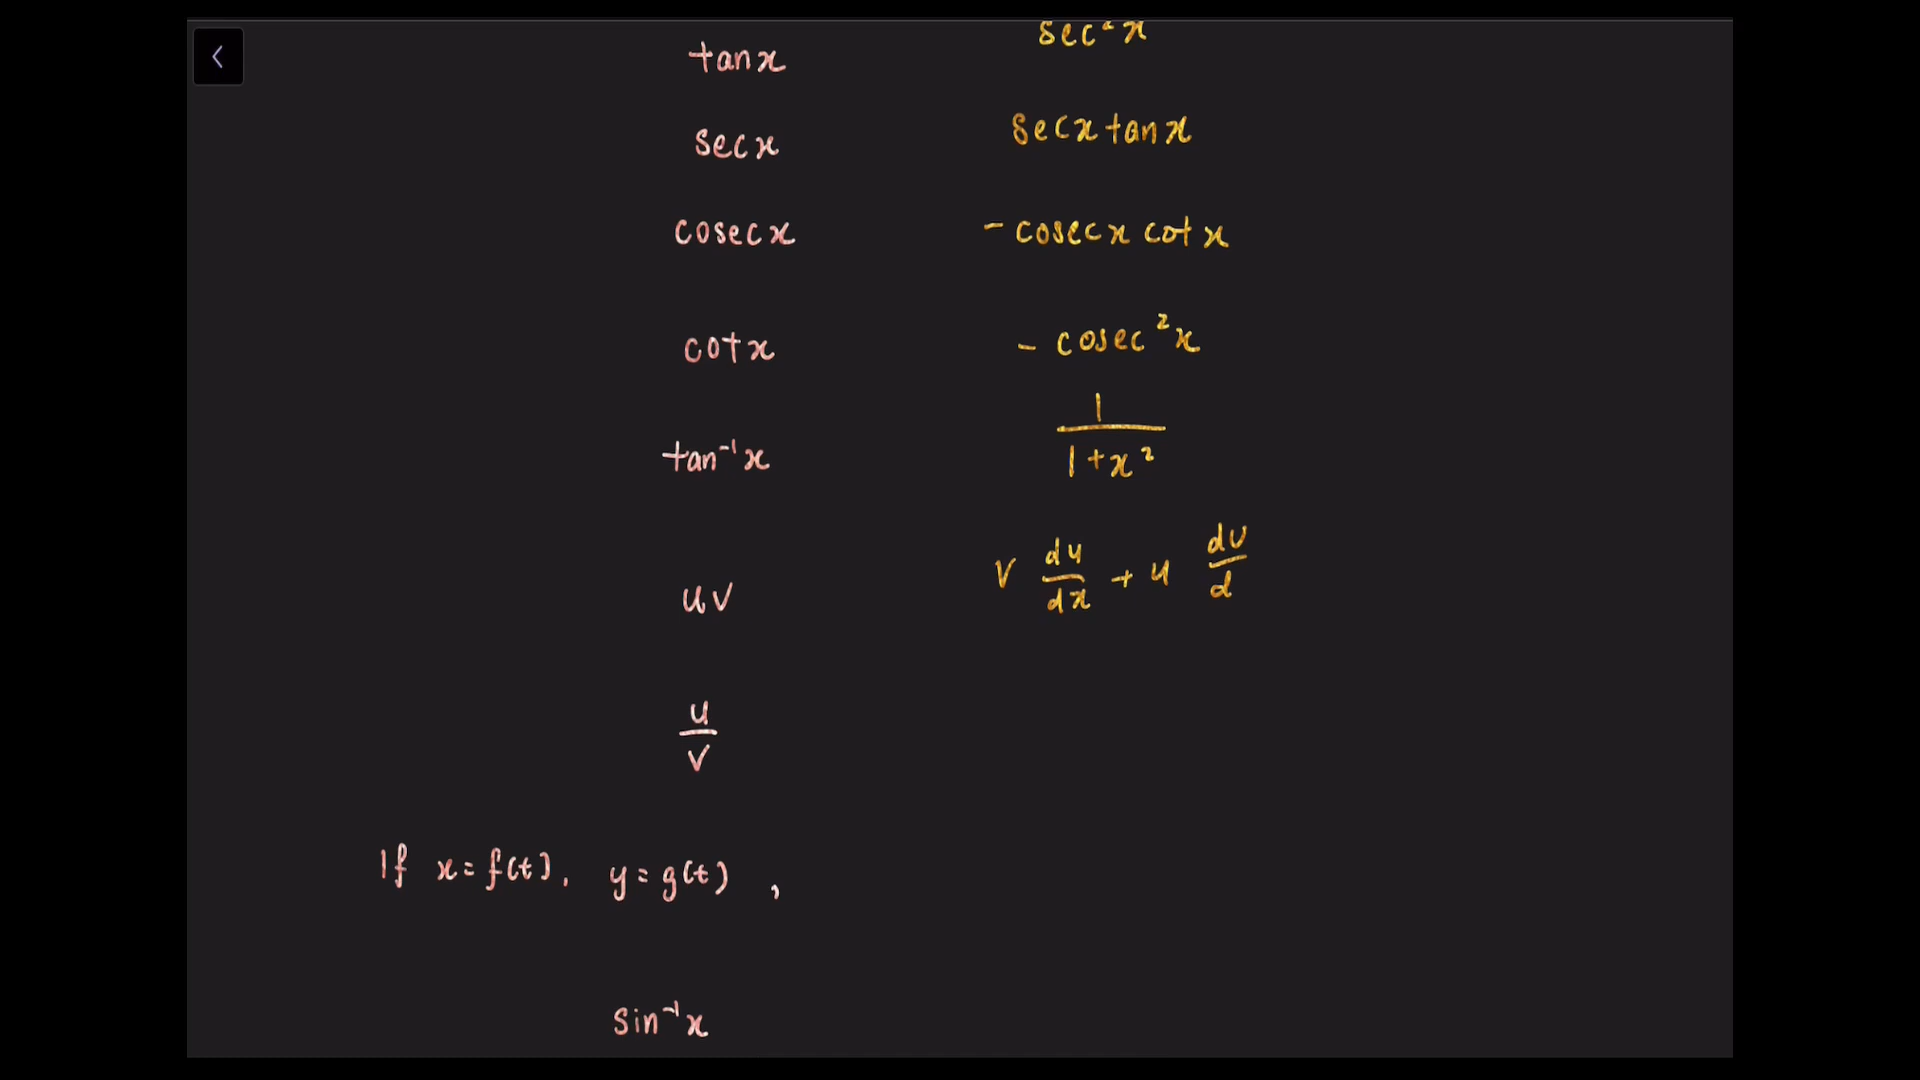 tanx sec²x
secx secx tanx
cosecx -cosecx cotx
cotx - cosec²x
tan⁻¹x 1/(1+x²)
uv v du/dx + u dv/d
u/v
If x=f(t), y=g(t) ,
sin⁻¹x